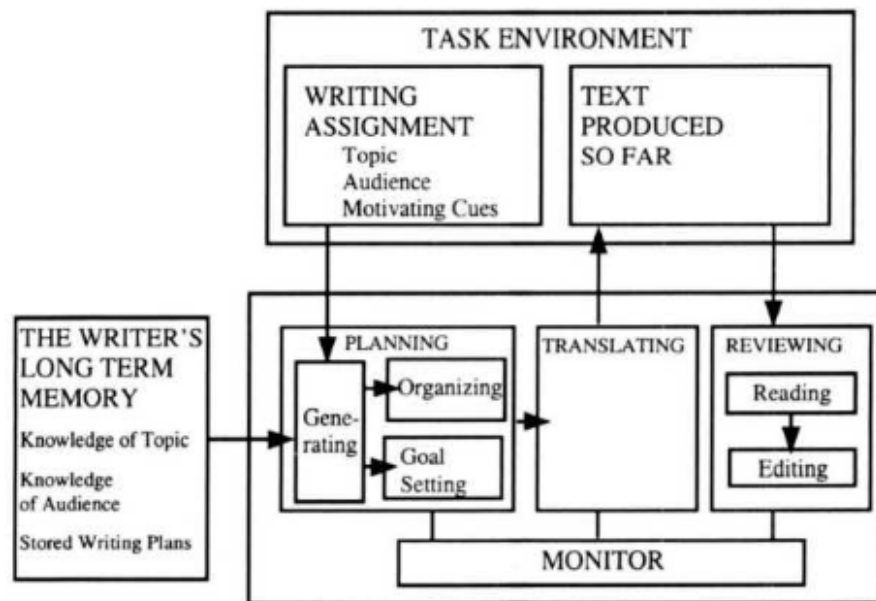 TASK ENVIRONMENT
WRITING
ASSIGNMENT
Topic
Audience
Motivating Cues
TEXT
PRODUCED
SO FAR
THE WRITER'S
LONG TERM
MEMORY
Knowledge of Topic
Knowledge
of Audience
Stored Writing Plans
PLANNING
Gene-
rating
Organizing
Goal
Setting
TRANSLATING
REVIEWING
Reading
Editing
MONITOR